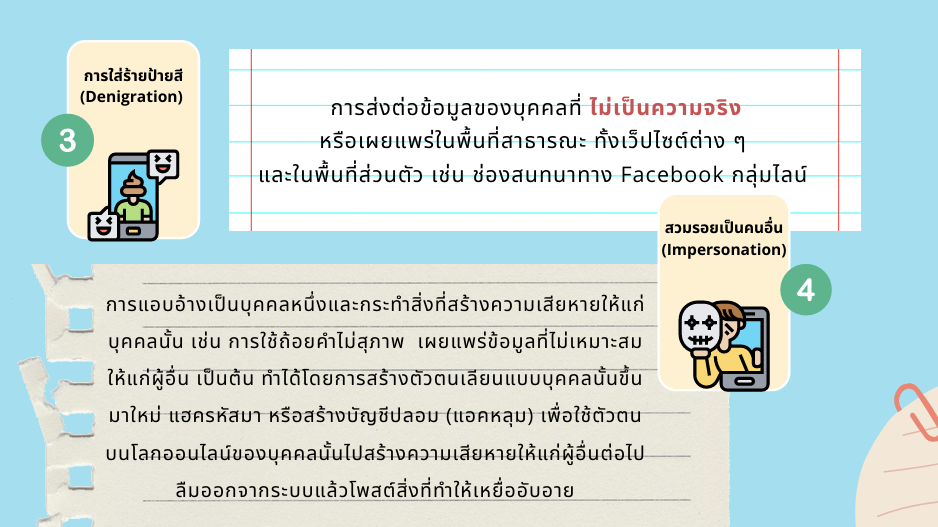 การใส่ร้ายป้ายสี
(Denigration)
3
การส่งต่อข้อมูลของบุคคลที่ ไม่เป็นความจริง
หรือเผยแพร่ในพื้นที่สาธารณะ ทั้งเว็ปไซต์ต่าง ๆ
และในพื้นที่ส่วนตัว เช่น ช่องสนทนาทาง Facebook กลุ่มไลน์
สวมรอยเป็นคนอื่น
(Impersonation)
4
การแอบอ้างเป็นบุคคลหนึ่งและกระทำสิ่งที่สร้างความเสียหายให้แก่
บุคคลนั้น เช่น การใช้ถ้อยคำไม่สุภาพ เผยแพร่ข้อมูลที่ไม่เหมาะสม
ให้แก่ผู้อื่น เป็นต้น ทำได้โดยการสร้างตัวตนเลียนแบบบุคคลนั้นขึ้น
มาใหม่ แฮครหัสมา หรือสร้างบัญชีปลอม (แอคหลุม) เพื่อใช้ตัวตน
บนโลกออนไลน์ของบุคคลนั้นไปสร้างความเสียหายให้แก่ผู้อื่นต่อไป
ลืมออกจากระบบแล้วโพสต์สิ่งที่ทำให้เหยื่ออับอาย